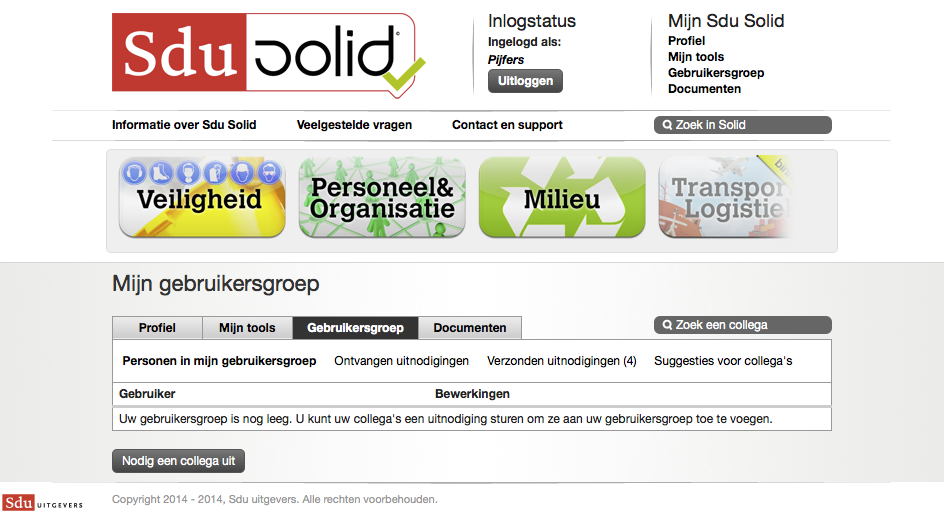 Sdu solid
Inlogstatus
Ingelogd als:
Pijfers
Uitloggen
Mijn Sdu Solid
Profiel
Mijn tools
Gebruikersgroep
Documenten
Informatie over Sdu Solid Veelgestelde vragen Contact en support Zoek in Solid
Veiligheid
Personeel&
Organisatie
Milieu
Transpor
Logistie
Mijn gebruikersgroep
Profiel Mijn tools Gebruikersgroep Documenten Zoek een collega
Personen in mijn gebruikersgroep Ontvangen uitnodigingen Verzonden uitnodigingen (4) Suggesties voor collega's
Gebruiker Bewerkingen
Uw gebruikersgroep is nog leeg. U kunt uw collega's een uitnodiging sturen om ze aan uw gebruikersgroep toe te voegen.
Nodig een collega uit
Sdu UITGEVERS Copyright 2014 - 2014, Sdu uitgevers. Alle rechten voorbehouden.